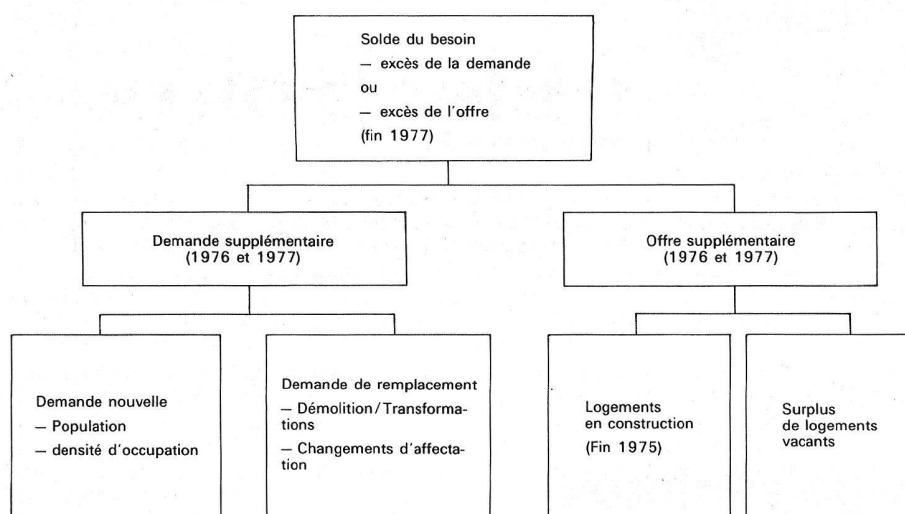 Solde du besoin
— excès de la demande
ou
— excès de l'offre
(fin 1977)
Demande supplémentaire
(1976 et 1977)
Offre supplémentaire
(1976 et 1977)
Demande nouvelle
— Population
— densité d'occupation
Demande de remplacement
— Démolition/Transforma-
tions
— Changements d'affecta-
tion
Logements
en construction
(Fin 1975)
Surplus
de logements
vacants